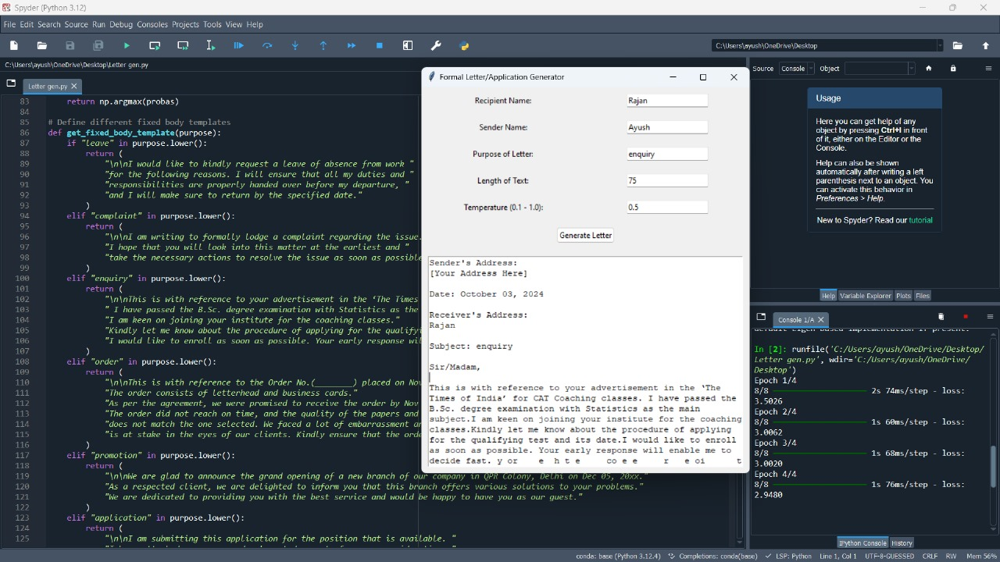 Spyder (Python 3.12)
File Edit Search Source Run Debug Consoles Projects Tools View Help
C:\Users\ayush\OneDrive\Desktop
C:\Users\ayush\OneDrive\Desktop\Letter gen.py
Letter gen.py
83 return np.argmax(probas)
84
85 # Define different fixed body templates
86 def get_fixed_body_template(purpose):
87 if "leave" in purpose.lower():
88 return (
89 "\n\nI would like to kindly request a leave of absence from work "
90 "for the following reasons. I will ensure that all my duties and "
91 "responsibilities are properly handed over before my departure, "
92 "and I will make sure to return by the specified date."
93 )
94 elif "complaint" in purpose.lower():
95 return (
96 "\n\nI am writing to formally lodge a complaint regarding the issue.
97 "I hope that you will look into this matter at the earliest and "
98 "take the necessary actions to resolve the issue as soon as possible
99 )
100 elif "enquiry" in purpose.lower():
101 return (
102 "\n\nThis is with reference to your advertisement in the ‘The Times
103 " I have passed the B.Sc. degree examination with Statistics as the
104 "I am keen on joining your institute for the coaching classes."
105 "Kindly let me know about the procedure of applying for the qualifyi
106 "I would like to enroll as soon as possible. Your early response wil
107 )
108 elif "order" in purpose.lower():
109 return (
110 "\n\nThis is with reference to the Order No.(________) placed on Nov
111 "The order consists of letterhead and business cards."
112 "As per the agreement, we were promised to receive the order by Nov
113 "The order did not reach on time, and the quality of the papers and
114 "does not match the one selected. We faced a lot of embarrassment an
115 "is at stake in the eyes of our clients. Kindly ensure that the orde
116 )
117 elif "promotion" in purpose.lower():
118 return (
119 "\n\nWe are glad to announce the grand opening of a new branch of our company in QPR Colony, Delhi on Dec 05, 20xx."
120 "As a respected client, we are delighted to inform you that this branch offers various solutions to your problems."
121 "We are dedicated to providing you with the best service and would be happy to have you as our guest."
122 )
123 elif "application" in purpose.lower():
124 return (
125 "\n\nI am submitting this application for the position that is available. "
Formal Letter/Application Generator
Recipient Name: Rajan
Sender Name: Ayush
Purpose of Letter: enquiry
Length of Text: 75
Temperature (0.1 - 1.0): 0.5
Generate Letter
Sender's Address:
[Your Address Here]
Date: October 03, 2024
Receiver's Address:
Rajan
Subject: enquiry
Sir/Madam,
This is with reference to your advertisement in the ‘The
Times of India’ for CAT Coaching classes. I have passed the
B.Sc. degree examination with Statistics as the main
subject.I am keen on joining your institute for the coaching
classes.Kindly let me know about the procedure of applying
for the qualifying test and its date.I would like to enroll
as soon as possible. Your early response will enable me to
decide fast. y or e h t e co e e r e oi t
Source Console Object
Usage
Here you can get help of any
object by pressing Ctrl+I in front
of it, either on the Editor or the
Console.
Help can also be shown
automatically after writing a left
parenthesis next to an object. You
can activate this behavior in
Preferences > Help.
New to Spyder? Read our tutorial
Help Variable Explorer Plots Files
Console 1/A
In [2]: runfile('C:/Users/ayush/OneDrive/Desktop/
Letter gen.py', wdir='C:/Users/ayush/OneDrive/
Desktop')
Epoch 1/4
8/8 2s 74ms/step - loss:
3.5026
Epoch 2/4
8/8 1s 60ms/step - loss:
3.0062
Epoch 3/4
8/8 1s 68ms/step - loss:
3.0020
Epoch 4/4
8/8 1s 76ms/step - loss:
2.9480
IPython Console History
conda: base (Python 3.12.4) Completions: conda(base) LSP: Python Line 1, Col 1 UTF-8-GUESSED CRLF RW Mem 56%